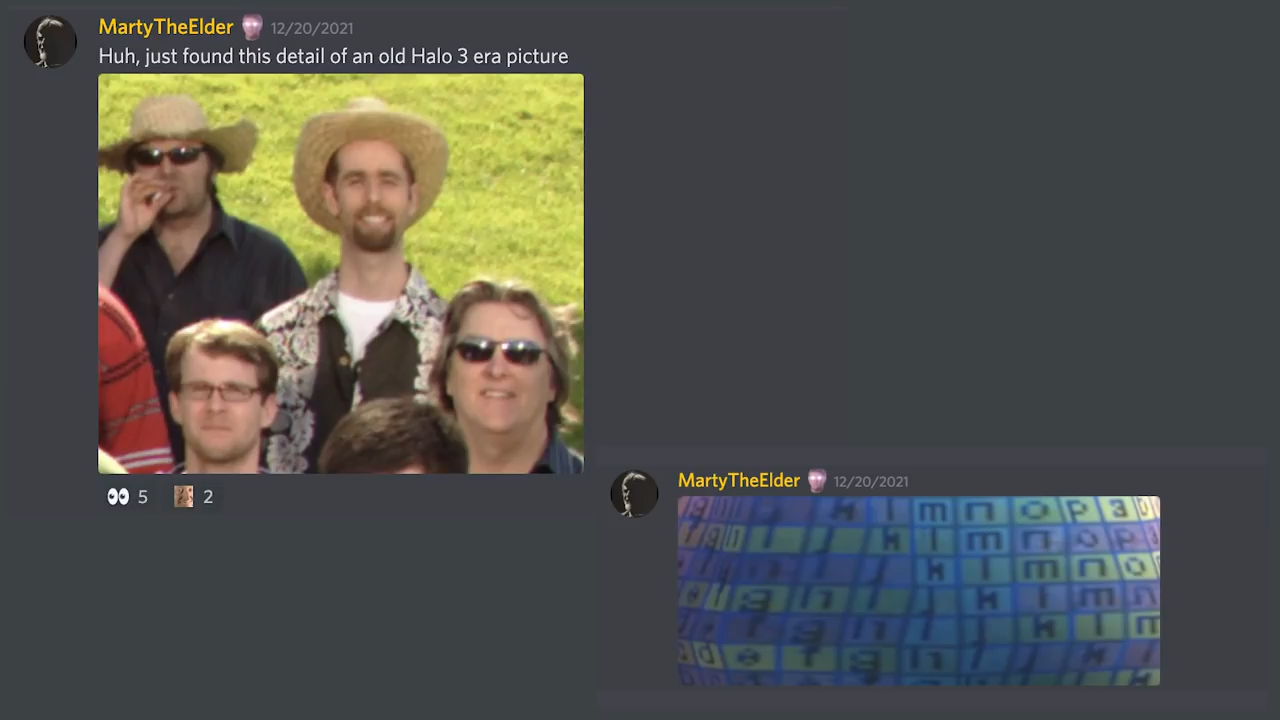 MartyTheElder 12/20/2021
Huh, just found this detail of an old Halo 3 era picture
5 2
MartyTheElder 12/20/2021
k l m n o p
k l m n o p
k l m n o
k l m n
g k l m
g k l